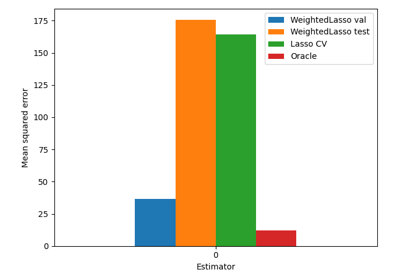 175
150
125
100
75
50
25
0
Mean squared error
WeightedLasso val
WeightedLasso test
Lasso CV
Oracle
0
Estimator